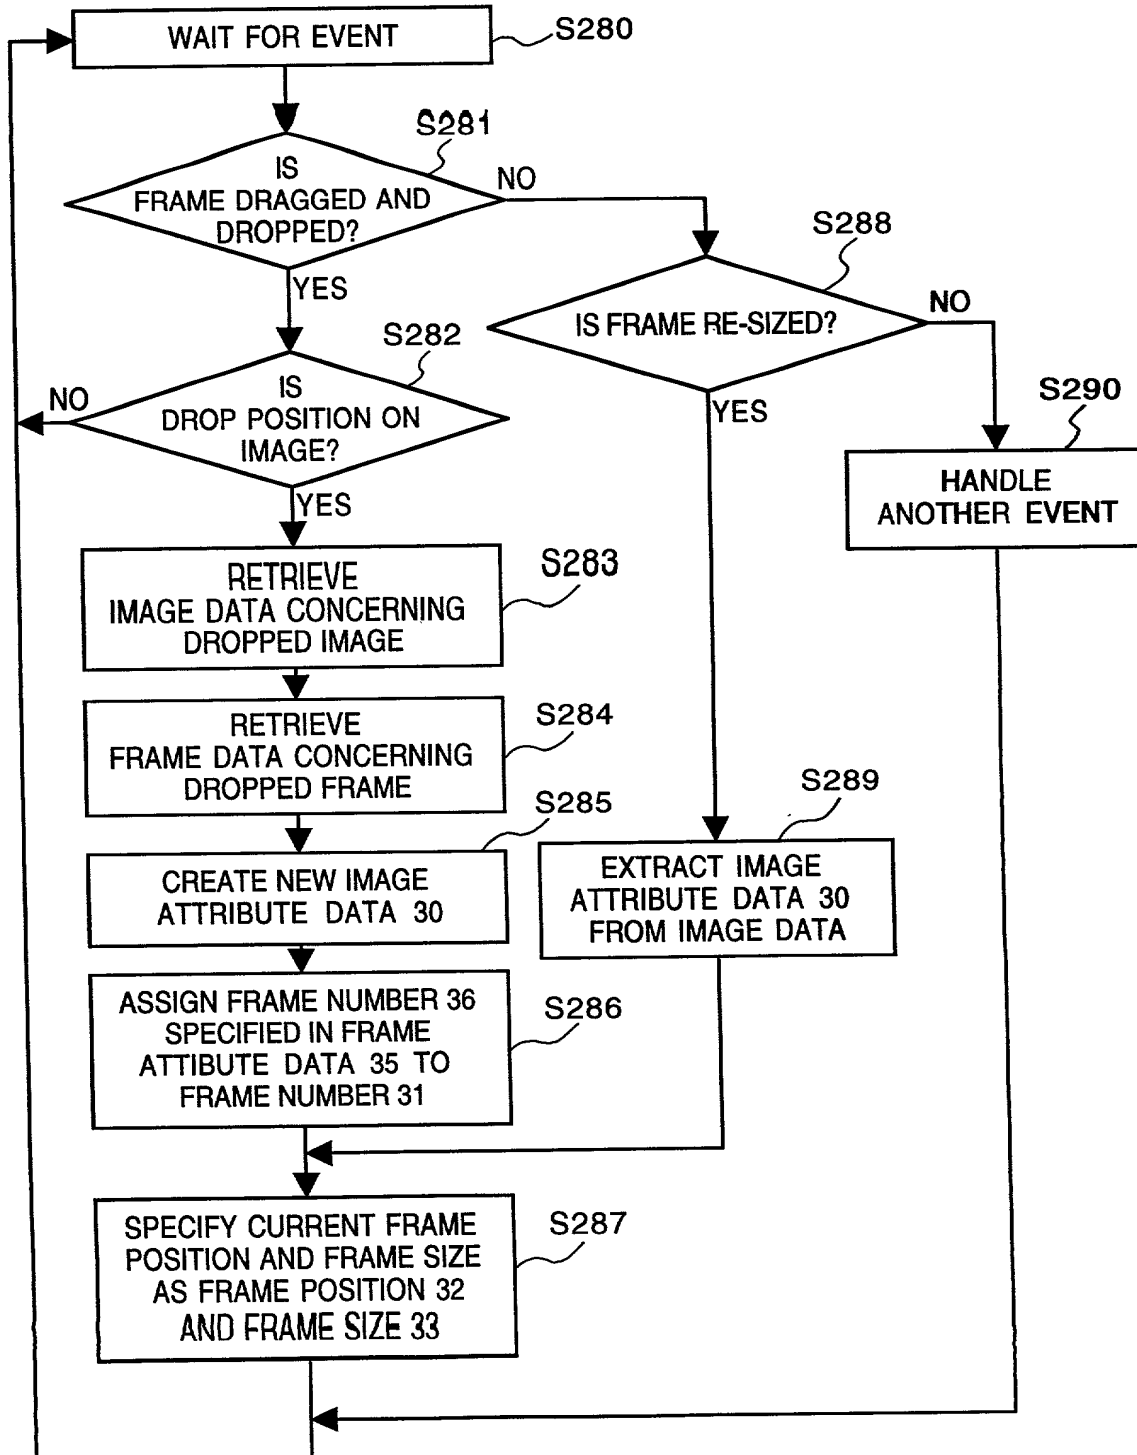 WAIT FOR EVENT
S280
S281
IS
FRAME DRAGGED AND
DROPPED?
NO
YES
S288
IS FRAME RE-SIZED?
NO
YES
S282
IS
DROP POSITION ON
IMAGE?
NO
YES
S290
HANDLE
ANOTHER EVENT
S283
RETRIEVE
IMAGE DATA CONCERNING
DROPPED IMAGE
S284
RETRIEVE
FRAME DATA CONCERNING
DROPPED FRAME
S285
CREATE NEW IMAGE
ATTRIBUTE DATA 30
S289
EXTRACT IMAGE
ATTRIBUTE DATA 30
FROM IMAGE DATA
S286
ASSIGN FRAME NUMBER 36
SPECIFIED IN FRAME
ATTIBUTE DATA 35 TO
FRAME NUMBER 31
S287
SPECIFY CURRENT FRAME
POSITION AND FRAME SIZE
AS FRAME POSITION 32
AND FRAME SIZE 33